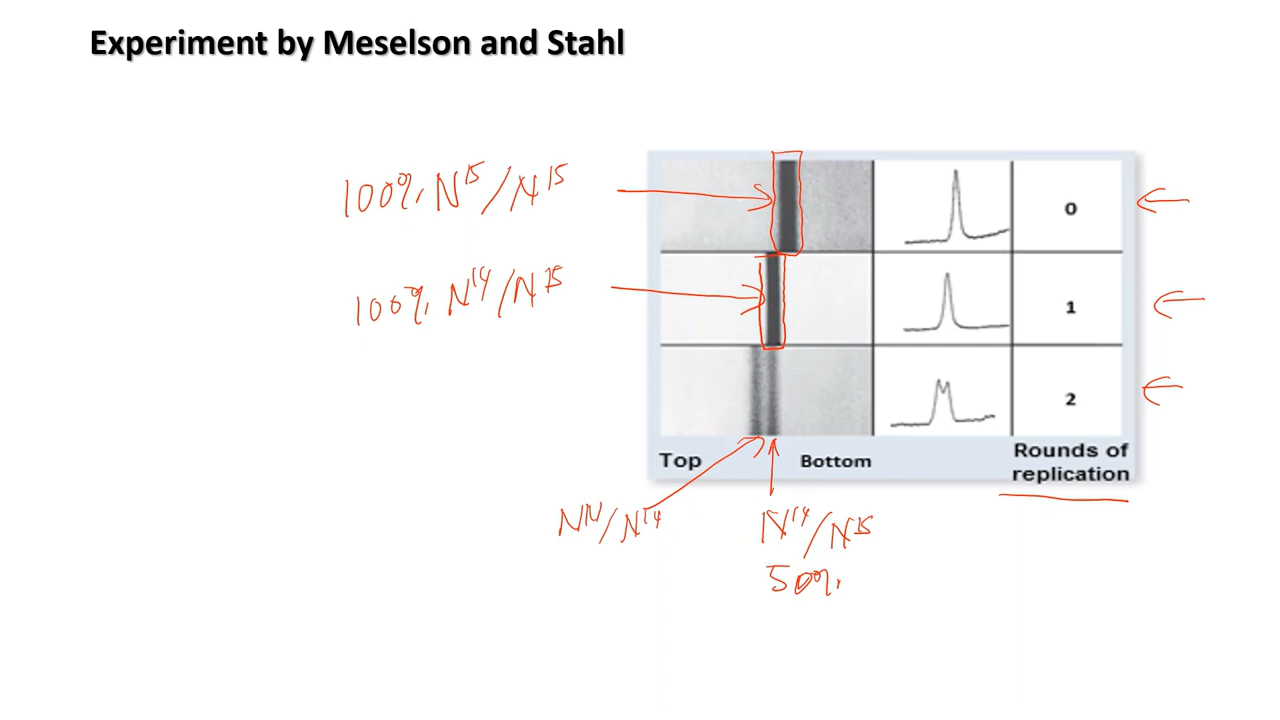 Experiment by Meselson and Stahl
100% N15/N15
0
100% N14/N15
1
2
Top
Bottom
Rounds of
replication
N14/N14
N14/N15
50%